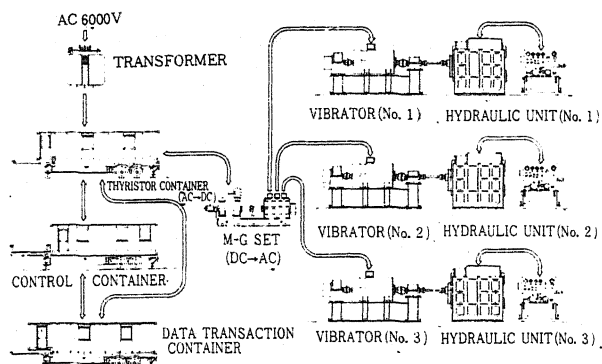 AC 6000V
TRANSFORMER
THYRISTOR CONTAINER
(AC→DC)
CONTROL CONTAINER
DATA TRANSACTION
CONTAINER
M-G SET
(DC→AC)
VIBRATOR (No. 1)
HYDRAULIC UNIT (No. 1)
VIBRATOR (No. 2)
HYDRAULIC UNIT (No. 2)
VIBRATOR (No. 3)
HYDRAULIC UNIT (No. 3)